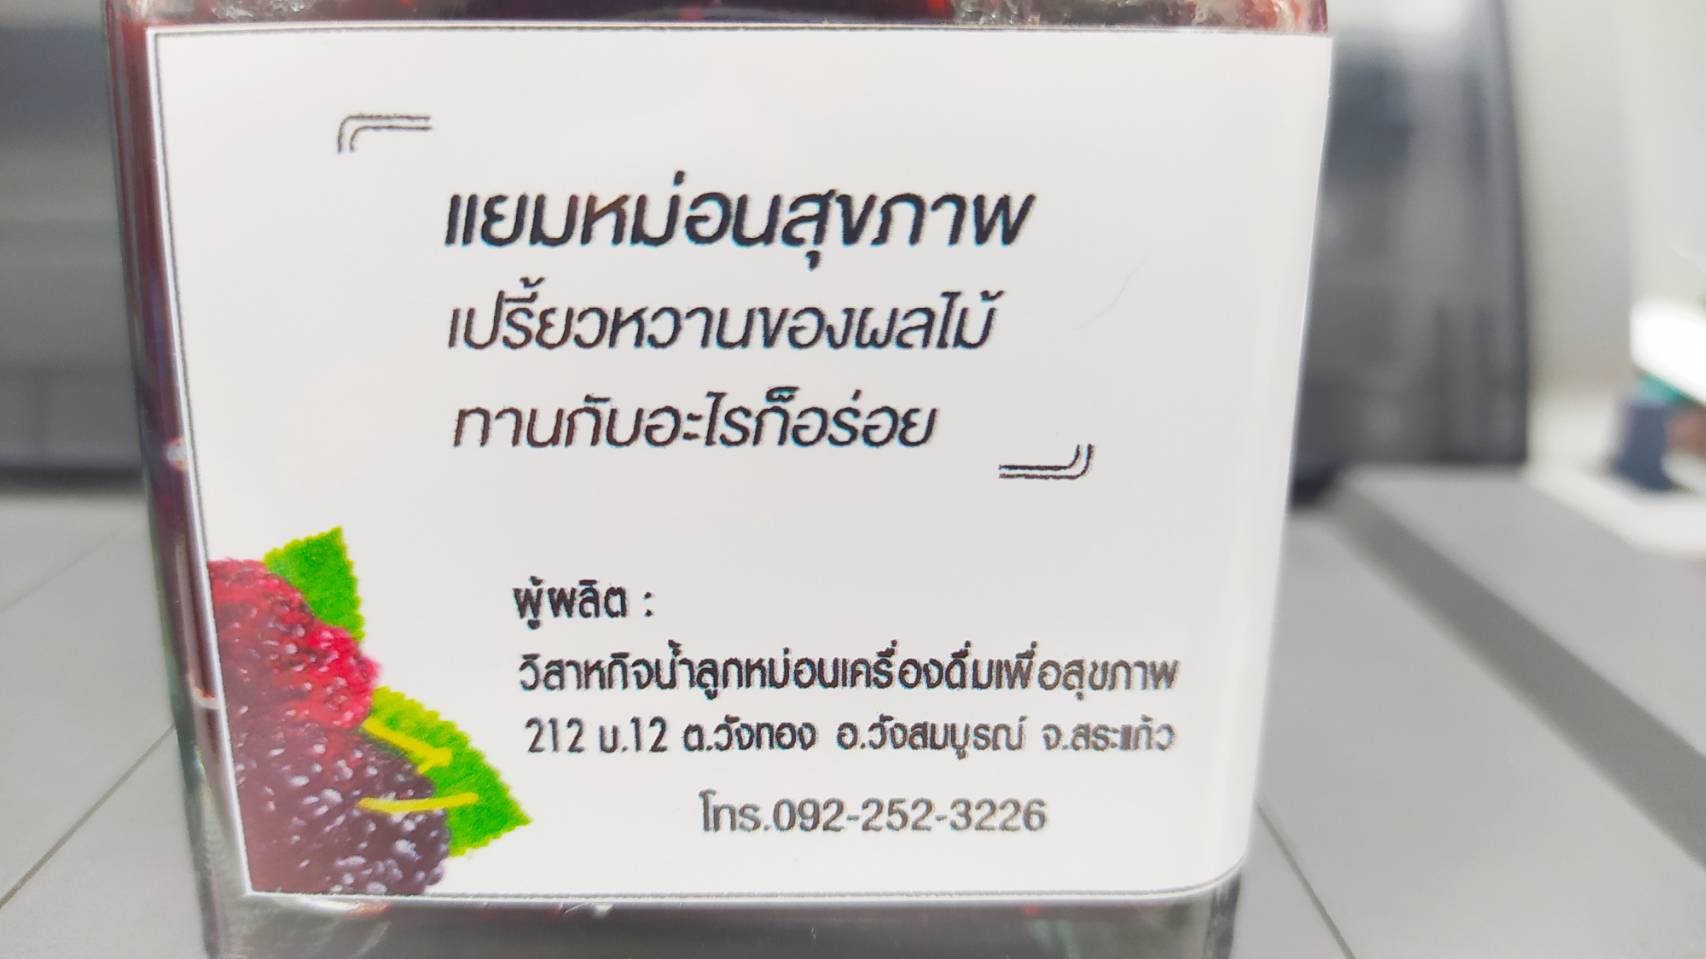 แยมหม่อนสุขภาพ
เปรี้ยวหวานของผลไม้
ทานกับอะไรก็อร่อย
ผู้ผลิต :
วิสาหกิจน้ำลูกหม่อนเครื่องดื่มเพื่อสุขภาพ
212 ม.12 ต.วังทอง อ.วังสมบูรณ์ จ.สระแก้ว
โทร.092-252-3226